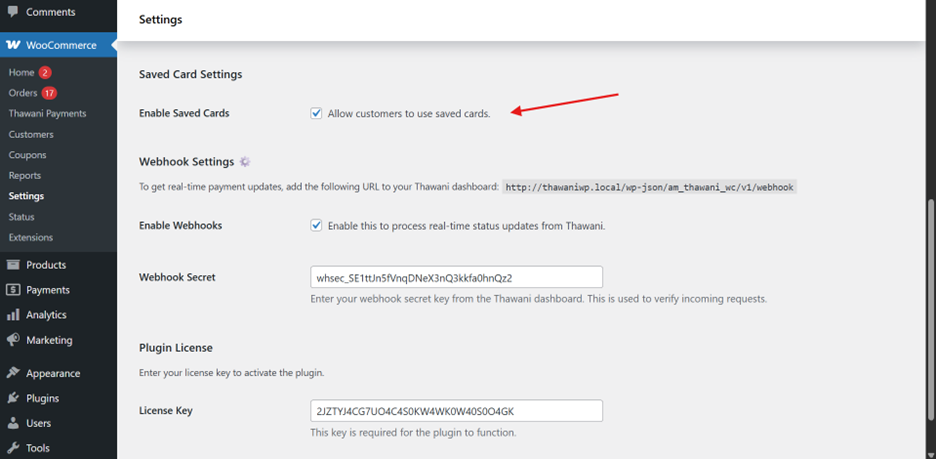 Comments
WooCommerce
Home 2
Orders 17
Thawani Payments
Customers
Coupons
Reports
Settings
Status
Extensions
Products
Payments
Analytics
Marketing
Appearance
Plugins
Users
Tools
Settings
Saved Card Settings
Enable Saved Cards Allow customers to use saved cards.
Webhook Settings
To get real-time payment updates, add the following URL to your Thawani dashboard: http://thawaniwp.local/wp-json/am_thawani_wc/v1/webhook
Enable Webhooks Enable this to process real-time status updates from Thawani.
Webhook Secret whsec_SE1ttJn5fVnqDNeX3nQ3kkfa0hnQz2
Enter your webhook secret key from the Thawani dashboard. This is used to verify incoming requests.
Plugin License
Enter your license key to activate the plugin.
License Key 2JZTYJ4CG7UO4C4S0KW4WK0W40S0O4GK
This key is required for the plugin to function.